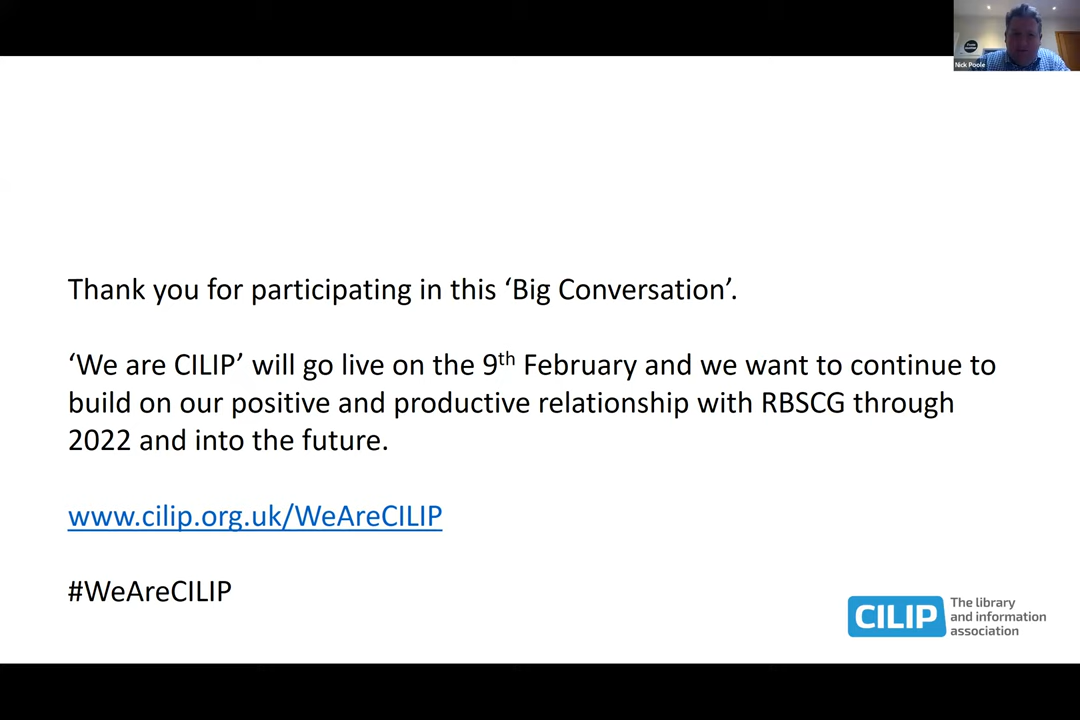 Nick Poole
Thank you for participating in this ‘Big Conversation’.
‘We are CILIP’ will go live on the 9th February and we want to continue to
build on our positive and productive relationship with RBSCG through
2022 and into the future.
www.cilip.org.uk/WeAreCILIP
#WeAreCILIP
CILIP
The library
and information
association